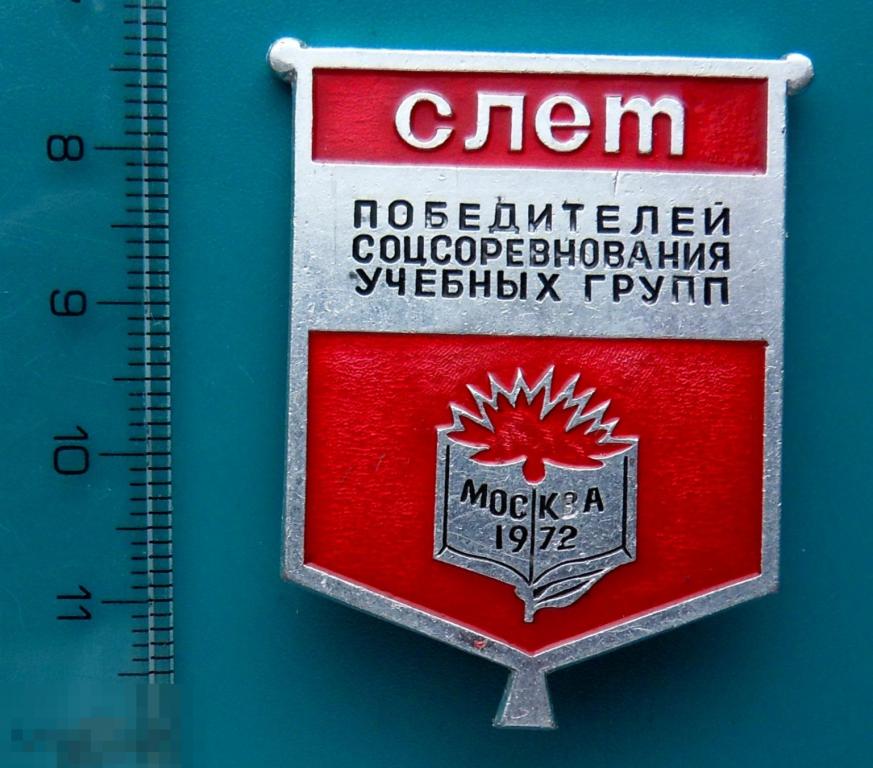 слет
ПОБЕДИТЕЛЕЙ
СОЦСОРЕВНОВАНИЯ
УЧЕБНЫХ ГРУПП
МОСКВА
1972
8
9
10
11